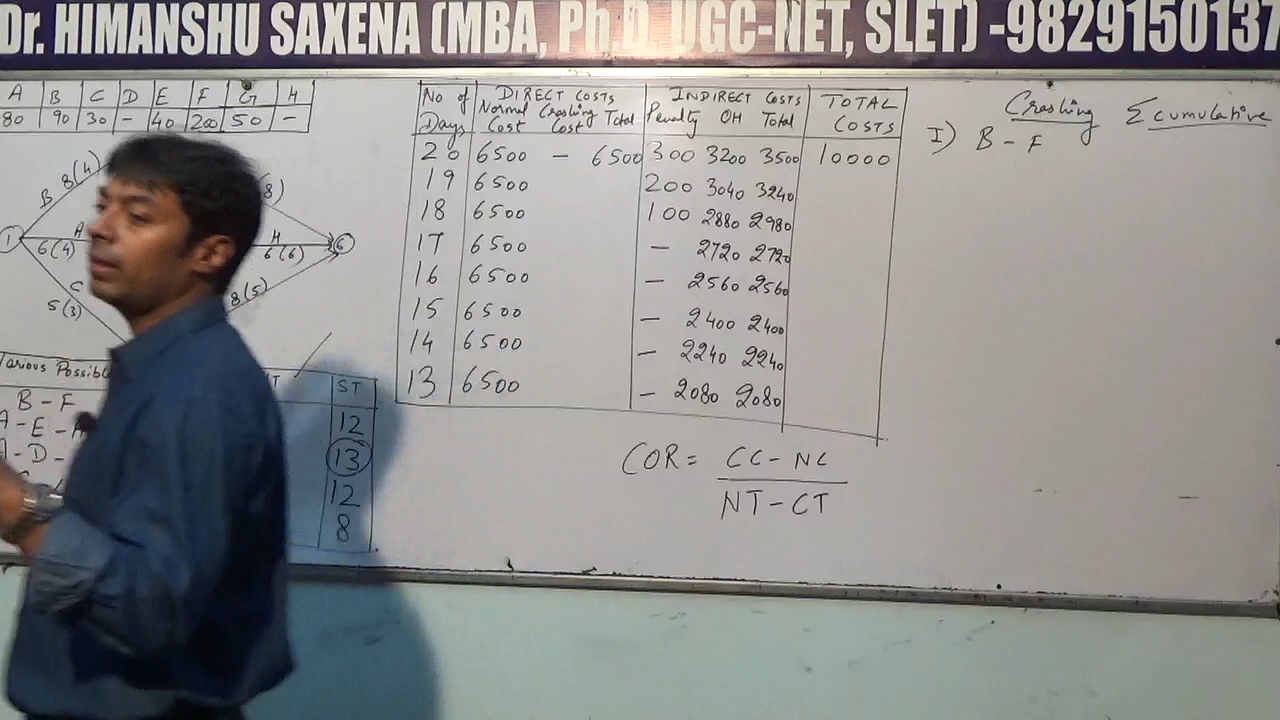 Dr. HIMANSHU SAXENA (MBA, Ph.D, UGC-NET, SLET) -9829150137
A B C D E F G H
80 90 30 - 40 200 50 -
B 8(4)
A
6(4)
C
5(3)
8)
H
6(6)
8(5)
1
6
Various Possible
B - F
A - E -
A - D -
T ST
12
13
12
8
No of Days DIRECT COSTS INDIRECT COSTS TOTAL COSTS
Normal Cost Crashing Cost Total Penalty OH Total
20 6500 - 6500 300 3200 3500 10000
19 6500 200 3040 3240
18 6500 100 2880 2980
17 6500 - 2720 2720
16 6500 - 2560 2560
15 6500 - 2400 2400
14 6500 - 2240 2240
13 6500 - 2080 2080
COR = CC - NC
NT - CT
Crashing Σcumulative
I) B - F